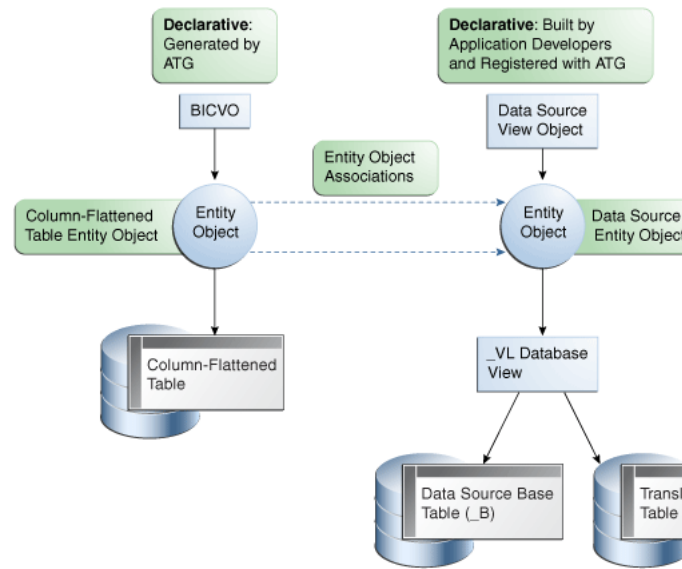 Declarative:
Generated by
ATG
Declarative: Built by
Application Developers
and Registered with ATG
BICVO
Data Source
View Object
Entity Object
Associations
Column-Flattened
Table Entity Object
Entity
Object
Entity
Object
Data Source
Entity Object
Column-Flattened
Table
_VL Database
View
Data Source Base
Table (_B)
Transl
Table